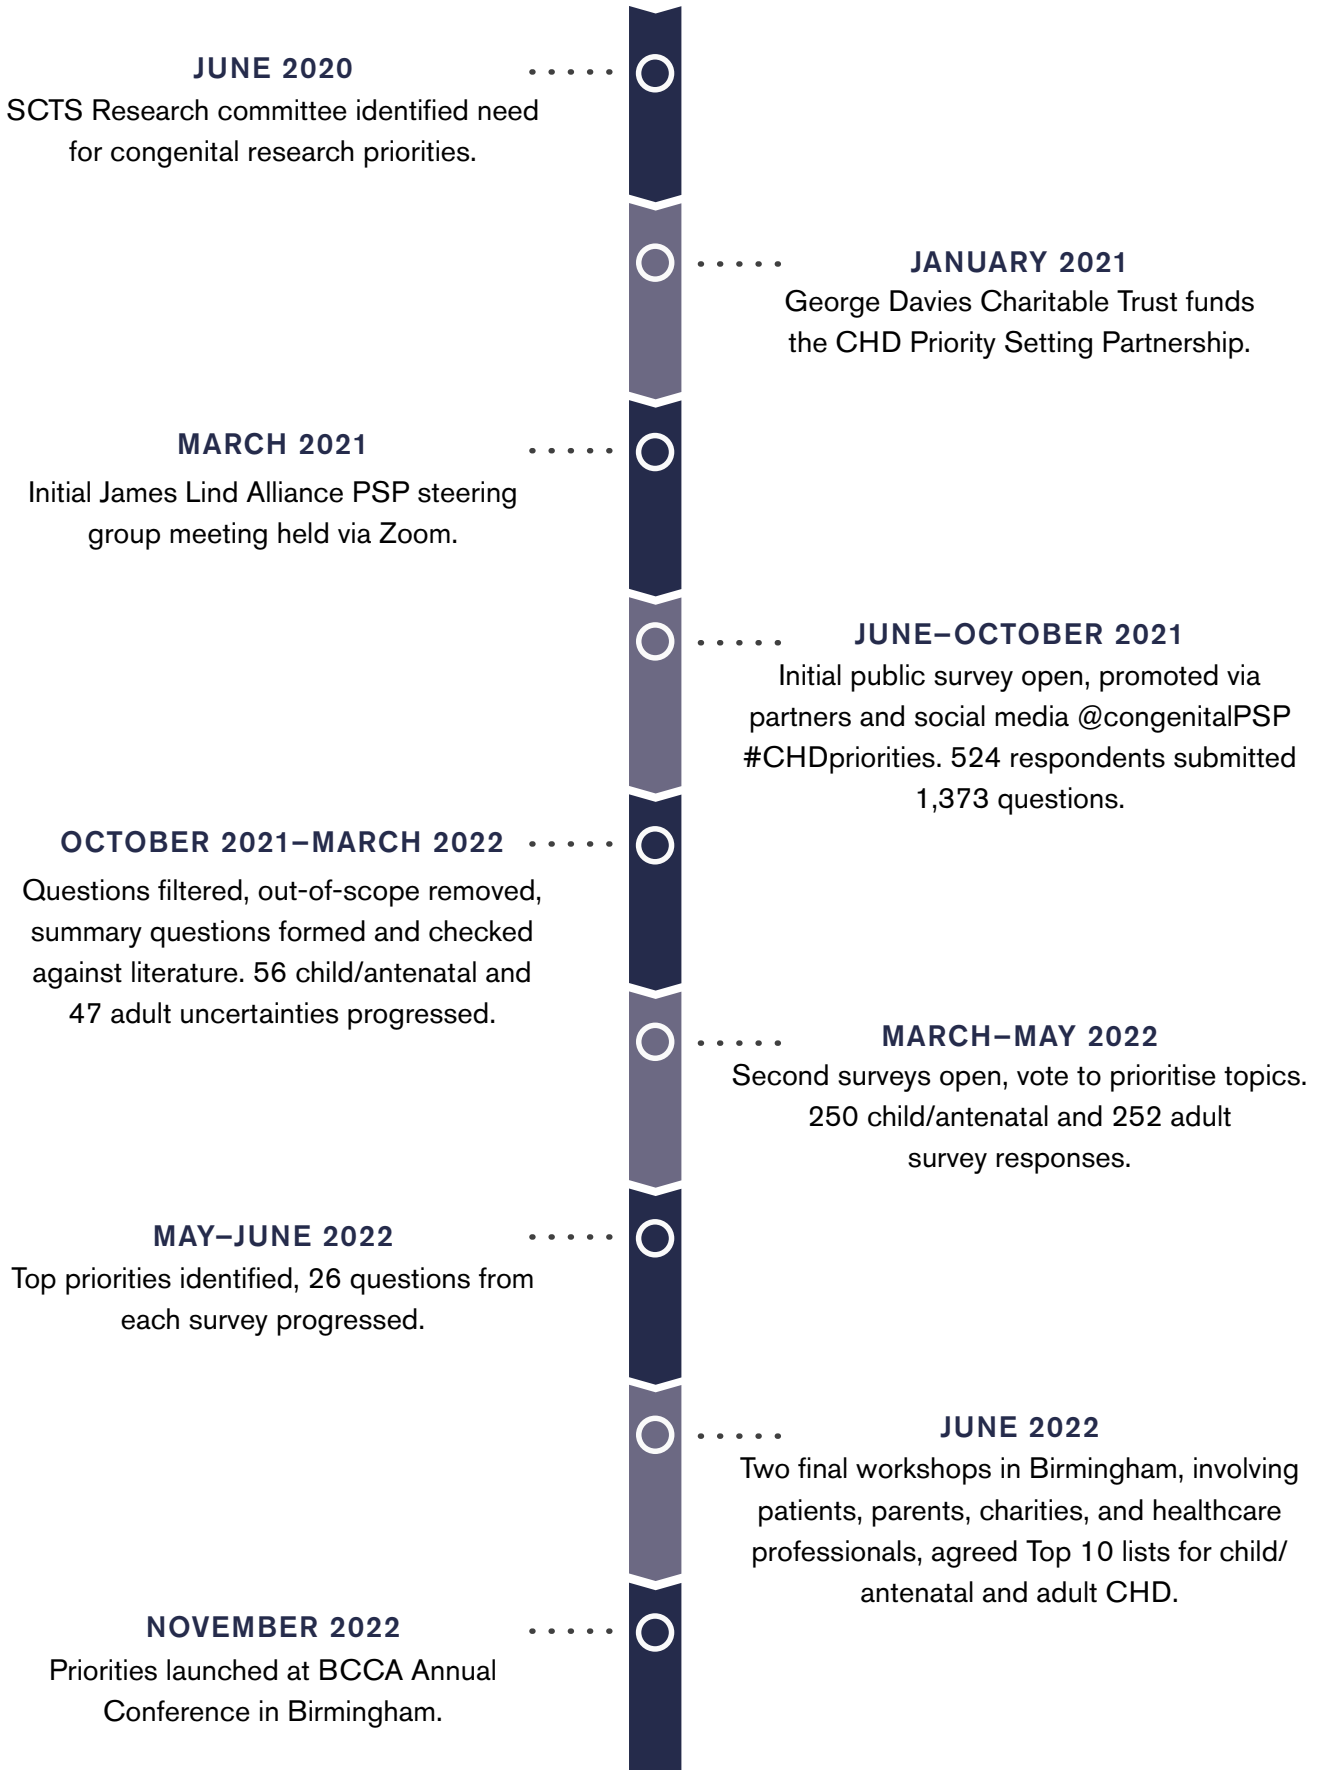 JUNE 2020
SCTS Research committee identified need
for congenital research priorities.
JANUARY 2021
George Davies Charitable Trust funds
the CHD Priority Setting Partnership.
MARCH 2021
Initial James Lind Alliance PSP steering
group meeting held via Zoom.
JUNE–OCTOBER 2021
Initial public survey open, promoted via
partners and social media @congenitalPSP
#CHDpriorities. 524 respondents submitted
1,373 questions.
OCTOBER 2021–MARCH 2022
Questions filtered, out-of-scope removed,
summary questions formed and checked
against literature. 56 child/antenatal and
47 adult uncertainties progressed.
MARCH–MAY 2022
Second surveys open, vote to prioritise topics.
250 child/antenatal and 252 adult
survey responses.
MAY–JUNE 2022
Top priorities identified, 26 questions from
each survey progressed.
JUNE 2022
Two final workshops in Birmingham, involving
patients, parents, charities, and healthcare
professionals, agreed Top 10 lists for child/
antenatal and adult CHD.
NOVEMBER 2022
Priorities launched at BCCA Annual
Conference in Birmingham.